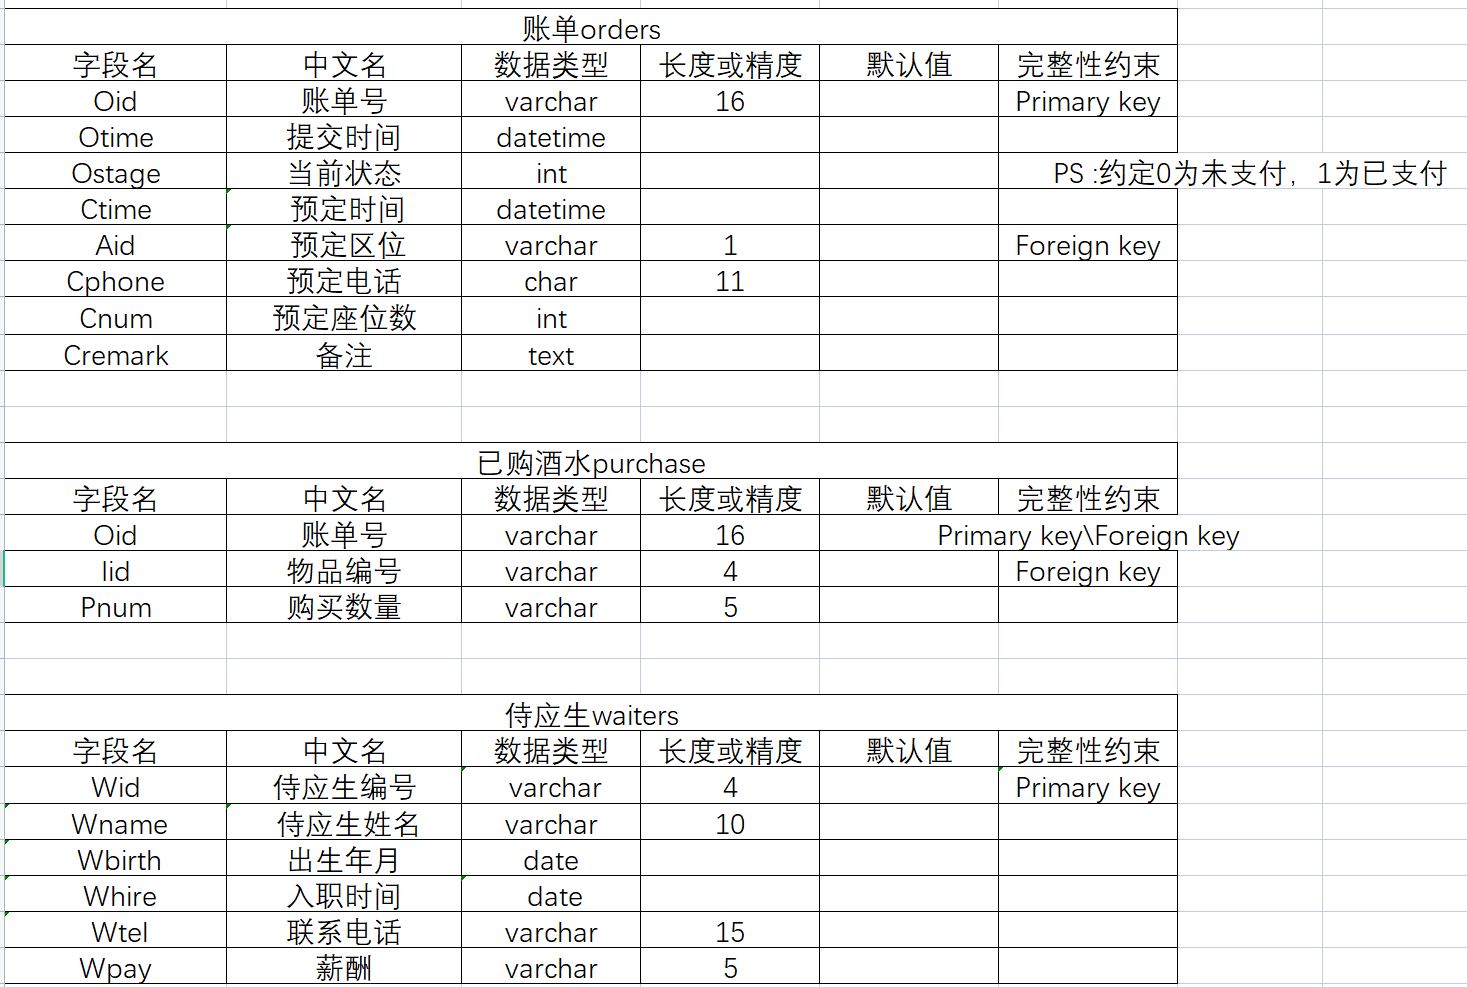 账单orders
字段名 中文名 数据类型 长度或精度 默认值 完整性约束
Oid 账单号 varchar 16 Primary key
Otime 提交时间 datetime
Ostage 当前状态 int PS :约定0为未支付，1为已支付
Ctime 预定时间 datetime
Aid 预定区位 varchar 1 Foreign key
Cphone 预定电话 char 11
Cnum 预定座位数 int
Cremark 备注 text
已购酒水purchase
字段名 中文名 数据类型 长度或精度 默认值 完整性约束
Oid 账单号 varchar 16 Primary key\Foreign key
Iid 物品编号 varchar 4 Foreign key
Pnum 购买数量 varchar 5
侍应生waiters
字段名 中文名 数据类型 长度或精度 默认值 完整性约束
Wid 侍应生编号 varchar 4 Primary key
Wname 侍应生姓名 varchar 10
Wbirth 出生年月 date
Whire 入职时间 date
Wtel 联系电话 varchar 15
Wpay 薪酬 varchar 5